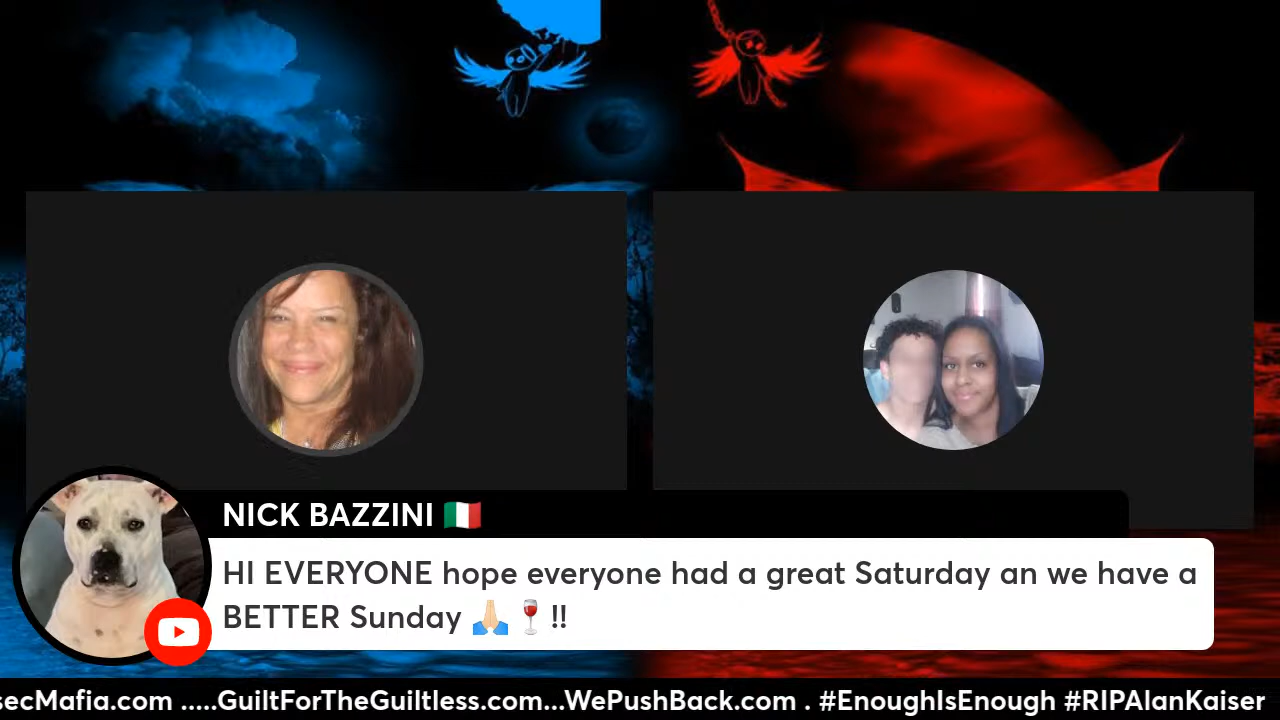 NICK BAZZINI 🇮🇹
HI EVERYONE hope everyone had a great Saturday an we have a
BETTER Sunday 🙏🏻🍷!!
secMafia.com .....GuiltForTheGuiltless.com...WePushBack.com . #EnoughIsEnough #RIPAlanKaiser